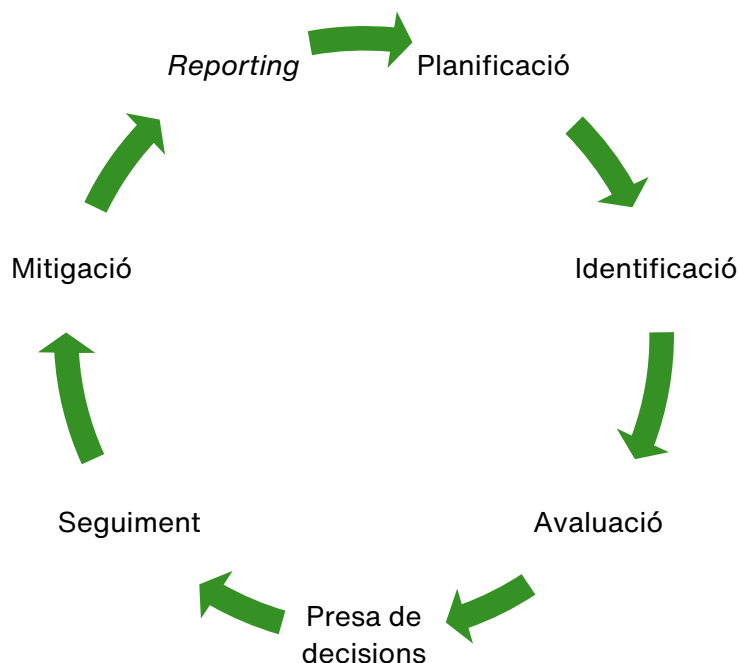 Reporting
Planificació
Mitigació
Identificació
Seguiment
Avaluació
Presa de
decisions